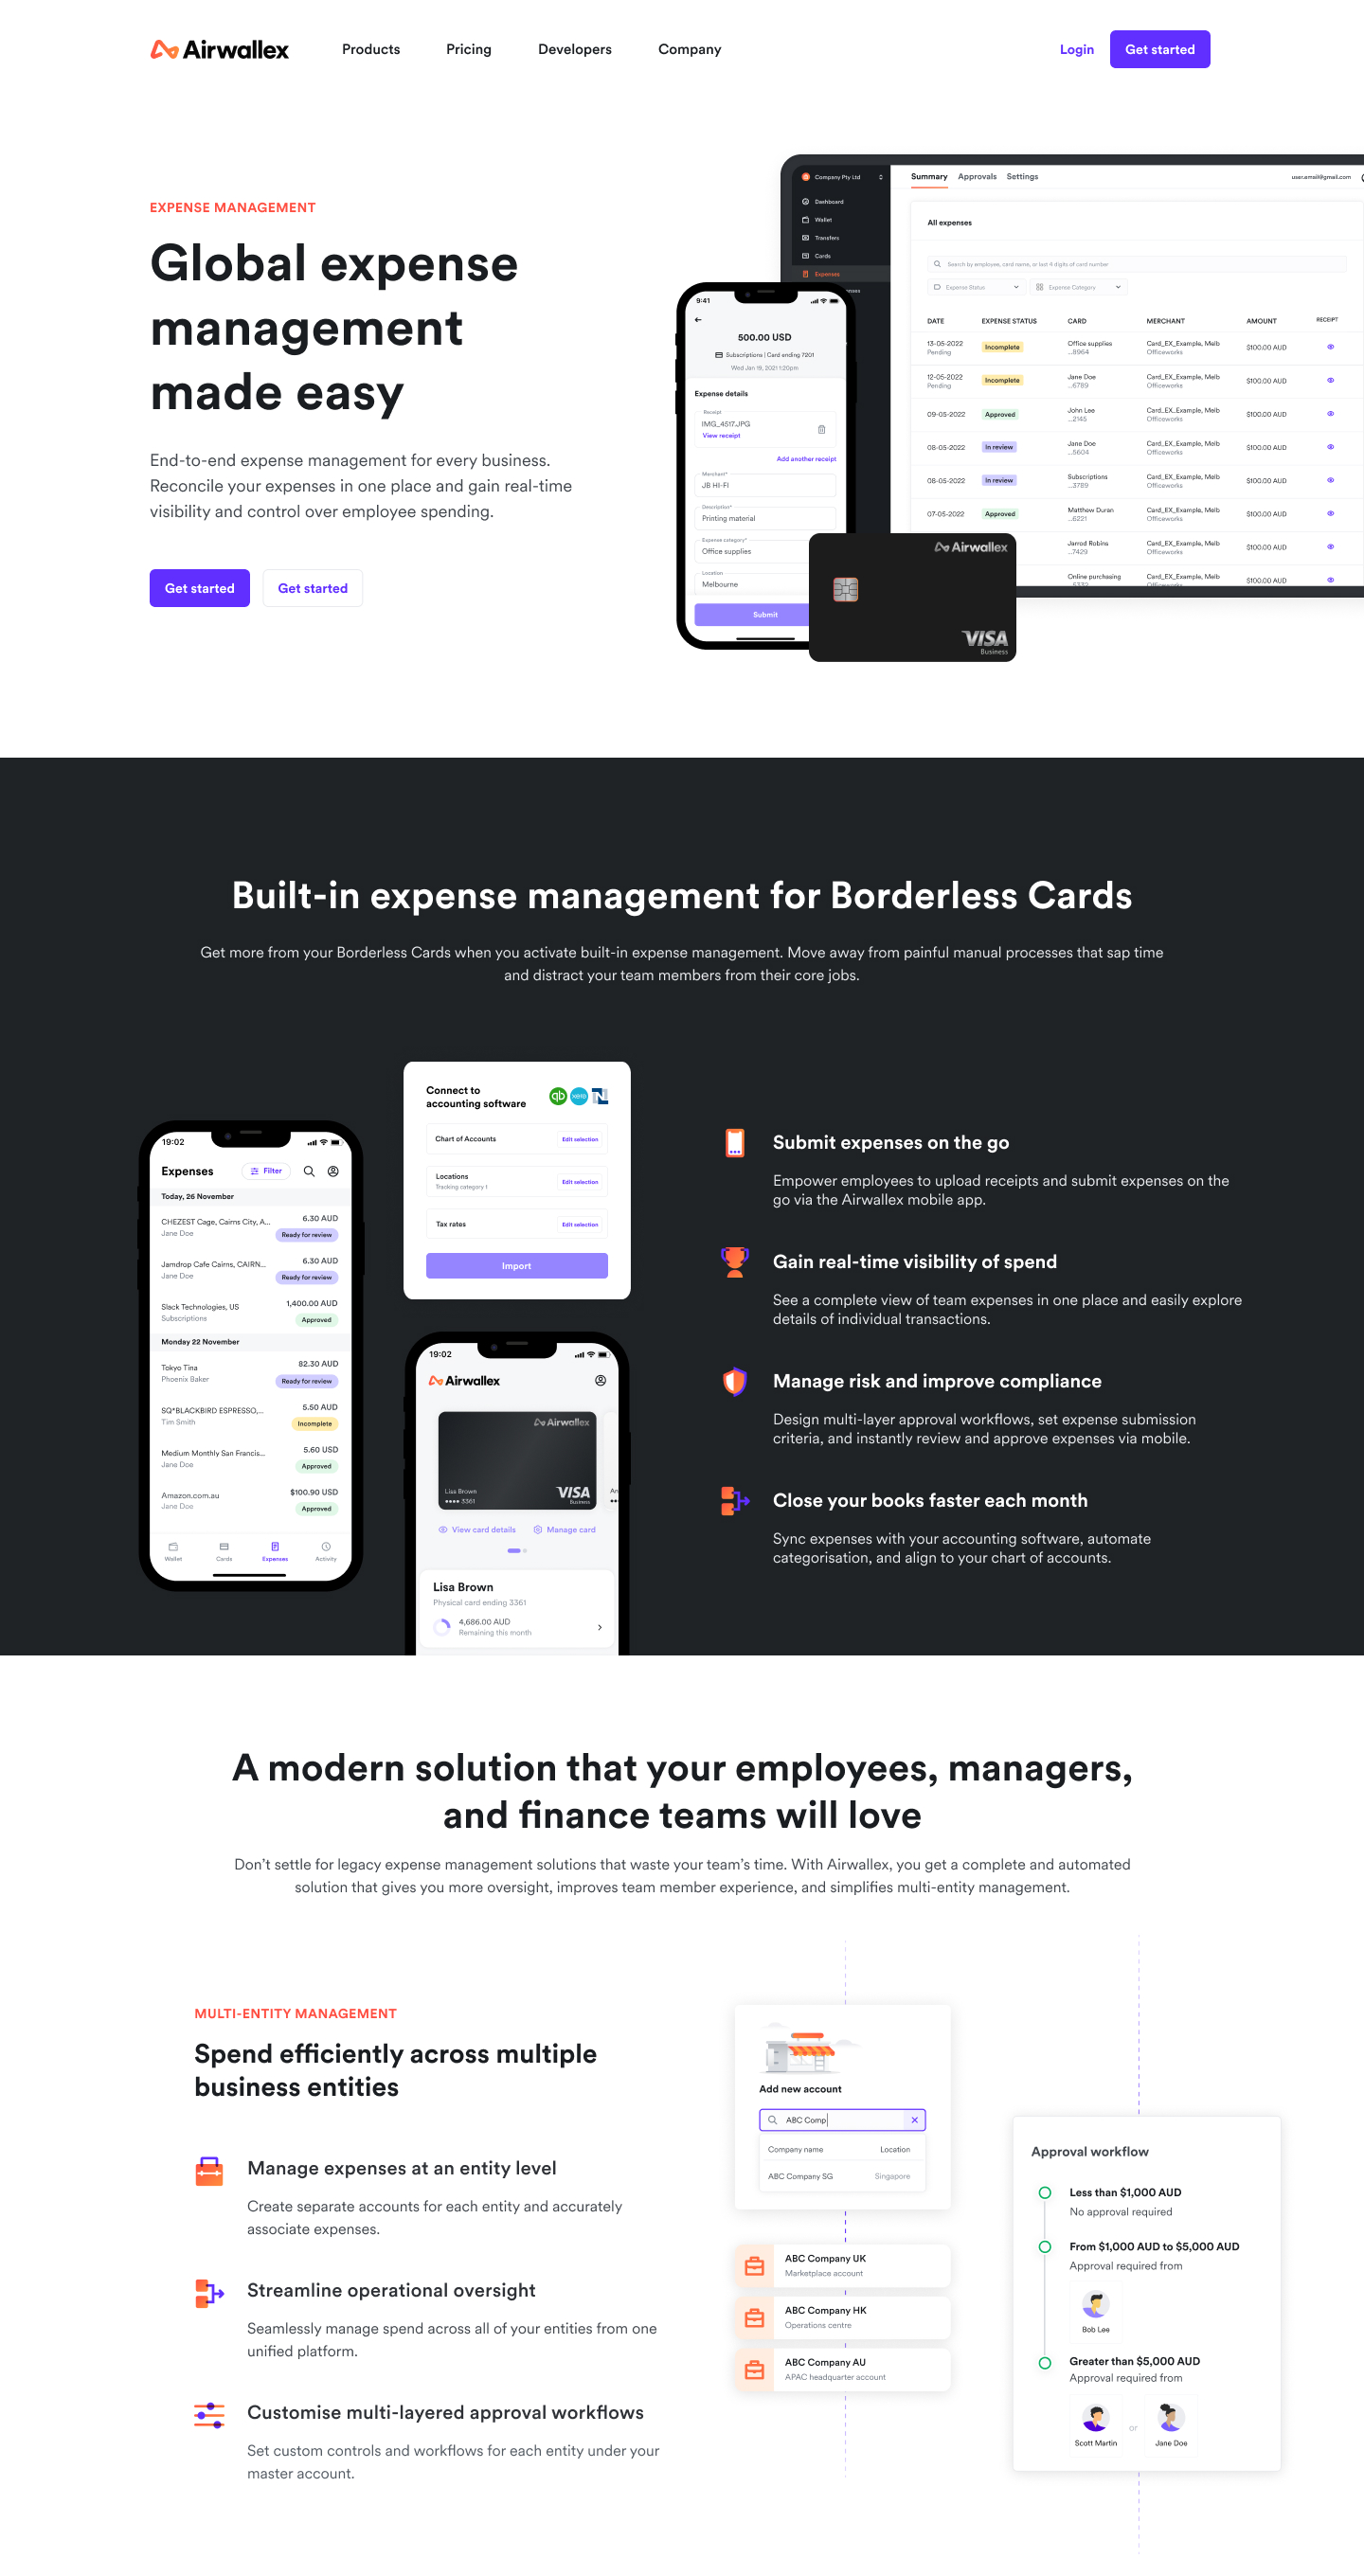 Airwallex
Products
Pricing
Developers
Company
Login
Get started
EXPENSE MANAGEMENT
Global expense
management
made easy
End-to-end expense management for every business.
Reconcile your expenses in one place and gain real-time
visibility and control over employee spending.
Get started
Get started
Company Pty Ltd
Dashboard
Wallet
Transfers
Cards
Expenses
Summary
Approvals
Settings
All expenses
Search by employee, card name, or last 4 digits of card number
Expense Status
Expense Category
DATE EXPENSE STATUS CARD MERCHANT AMOUNT RECEIPT
13-05-2022 Incomplete Office supplies Card_EX_Example, Melb $100.00 AUD
Pending ...8964 Officeworks
12-05-2022 Incomplete Jane Doe Card_EX_Example, Melb $100.00 AUD
Pending ...6789 Officeworks
09-05-2022 Approved John Lee Card_EX_Example, Melb $100.00 AUD
...2145 Officeworks
08-05-2022 In review Jane Doe Card_EX_Example, Melb $100.00 AUD
...5604 Officeworks
08-05-2022 In review Subscriptions Card_EX_Example, Melb $100.00 AUD
...3789 Officeworks
07-05-2022 Approved Matthew Duran Card_EX_Example, Melb $100.00 AUD
...6221 Officeworks
Jarrod Robins Card_EX_Example, Melb $100.00 AUD
...7429 Officeworks
Online purchasing Card_EX_Example, Melb $100.00 AUD
9:41
500.00 USD
Subscriptions | Card ending 7201
Wed Jan 19, 2021 1:20pm
Expense details
Receipt
IMG_4517.JPG
View receipt
Add another receipt
Merchant*
JB HI-FI
Description*
Printing material
Expense category*
Office supplies
Location
Melbourne
Submit
Airwallex
VISA
Business
Built-in expense management for Borderless Cards
Get more from your Borderless Cards when you activate built-in expense management. Move away from painful manual processes that sap time
and distract your team members from their core jobs.
19:02
Expenses
Filter
Today, 26 November
CHEZEST Cage, Cairns City, A... 6.30 AUD
Jane Doe Ready for review
Jamdrop Cafe Cairns, CAIRN... 6.30 AUD
Jane Doe Ready for review
Slack Technologies, US 1,400.00 AUD
Subscriptions Approved
Monday 22 November
Tokyo Tina 82.30 AUD
Phoenix Baker Ready for review
SQ*BLACKBIRD ESPRESSO,... 5.50 AUD
Tim Smith Incomplete
Medium Monthly San Francis... 5.60 USD
Jane Doe Approved
Amazon.com.au $100.90 USD
Jane Doe Approved
Wallet
Cards
Expenses
Activity
Connect to
accounting software
qb
xero
N
Chart of Accounts Edit selection
Locations
Tracking category 1
Edit selection
Tax rates Edit selection
Import
19:02
Airwallex
Airwallex
Lisa Brown
•••• 3361
VISA
Business
View card details
Manage card
Lisa Brown
Physical card ending 3361
4,686.00 AUD
Remaining this month
Submit expenses on the go
Empower employees to upload receipts and submit expenses on the
go via the Airwallex mobile app.
Gain real-time visibility of spend
See a complete view of team expenses in one place and easily explore
details of individual transactions.
Manage risk and improve compliance
Design multi-layer approval workflows, set expense submission
criteria, and instantly review and approve expenses via mobile.
Close your books faster each month
Sync expenses with your accounting software, automate
categorisation, and align to your chart of accounts.
A modern solution that your employees, managers,
and finance teams will love
Don’t settle for legacy expense management solutions that waste your team’s time. With Airwallex, you get a complete and automated
solution that gives you more oversight, improves team member experience, and simplifies multi-entity management.
MULTI-ENTITY MANAGEMENT
Spend efficiently across multiple
business entities
Manage expenses at an entity level
Create separate accounts for each entity and accurately
associate expenses.
Streamline operational oversight
Seamlessly manage spend across all of your entities from one
unified platform.
Customise multi-layered approval workflows
Set custom controls and workflows for each entity under your
master account.
Add new account
ABC Comp
Company name Location
ABC Company SG Singapore
ABC Company UK
Marketplace account
ABC Company HK
Operations centre
ABC Company AU
APAC headquarter account
Approval workflow
Less than $1,000 AUD
No approval required
From $1,000 AUD to $5,000 AUD
Approval required from
Bob Lee
Greater than $5,000 AUD
Approval required from
Scott Martin
or
Jane Doe